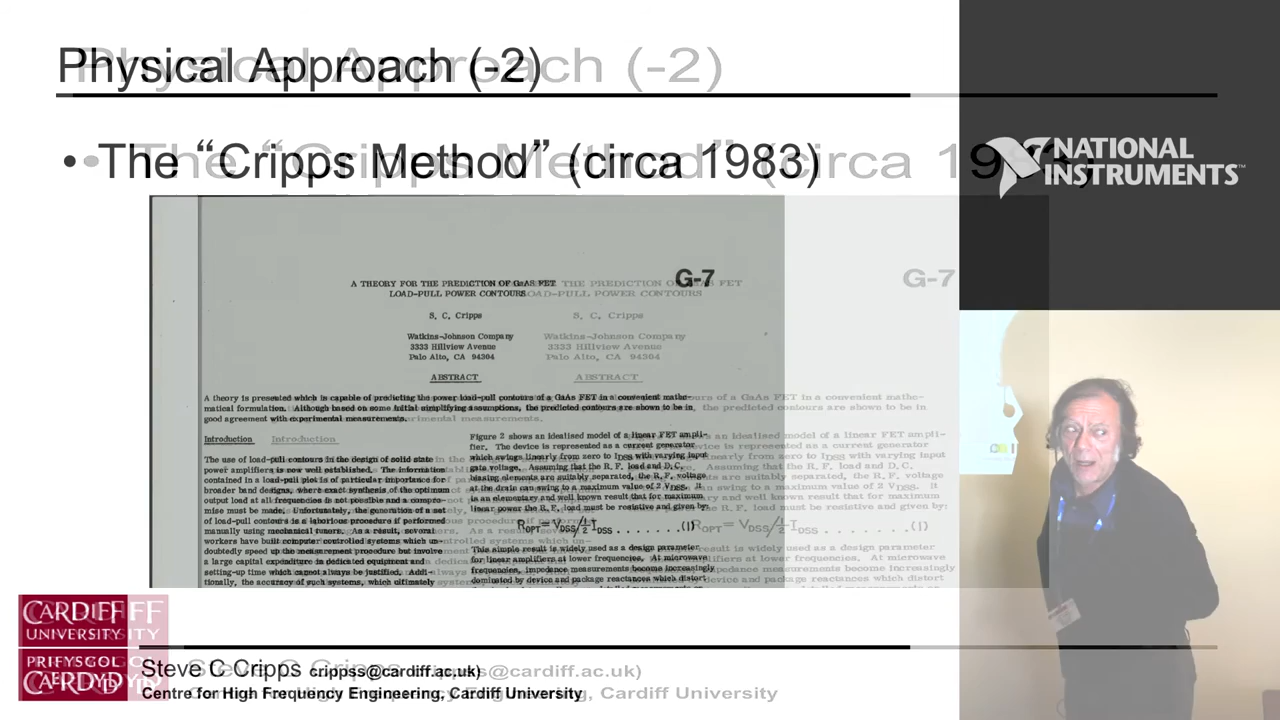 Physical Approach (-2)
• The “Cripps Method” (circa 1983)
NATIONAL
INSTRUMENTS™
G-7
A THEORY FOR THE PREDICTION OF GaAS FET
LOAD-PULL POWER CONTOURS
S. C. Cripps
Watkins-Johnson Company
3333 Hillview Avenue
Palo Alto, CA 94304
ABSTRACT
A theory is presented which is capable of predicting the power load-pull contours of a GaAs FET in a convenient mathe-
matical formulation. Although based on some initial simplifying assumptions, the predicted contours are shown to be in
good agreement with experimental measurements.
Introduction
The use of load-pull contours in the design of solid state
power amplifiers is now well established. The information
contained in a load-pull plot is of particular importance for
broader band designs, where exact synthesis of the optimum
output load at all frequencies is not possible and a compro-
mise must be made. Unfortunately, the generation of a set
of load-pull contours is a laborious procedure if performed
manually using mechanical tuners. As a result, several
workers have built computer controlled systems which un-
doubtedly speed up the measurement procedure but involve
a large capital expenditure in dedicated equipment and
setting-up time which cannot always be justified. Addi-
tionally, the accuracy of such systems, which ultimately
Figure 2 shows an idealised model of a linear FET ampli-
fier. The device is represented as a current generator
which swings linearly from zero to IDSS with varying input
gate voltage. Assuming that the R.F. load and D.C.
biasing elements are suitably separated, the R.F. voltage
at the drain can swing to a maximum value of 2 VDSS. It
is an elementary and well known result that for maximum
linear power the R.F. load must be resistive and given by:
ROPT = VDSS/½IDSS ........(1)
This simple result is widely used as a design parameter
for linear amplifiers at lower frequencies. At microwave
frequencies, impedance measurements become increasingly
dominated by device and package reactances which distort
CARDIFF
UNIVERSITY
PRIFYSGOL
CAERDYDD
Steve C Cripps crippss@cardiff.ac.uk)
Centre for High Frequency Engineering, Cardiff University